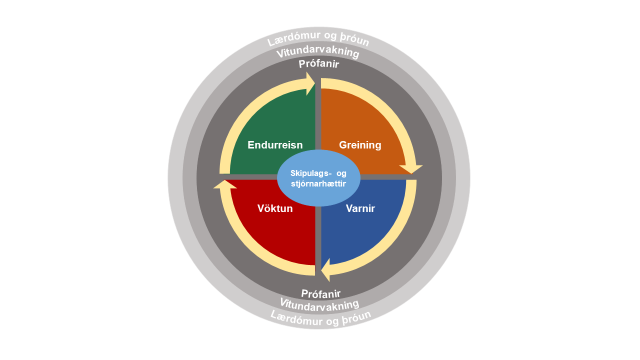 Lærdómur og þróun
Vitundarvakning
Prófanir
Endurreisn
Greining
Skipulags- og
stjórnarhættir
Vöktun
Varnir
Prófanir
Vitundarvakning
Lærdómur og þróun